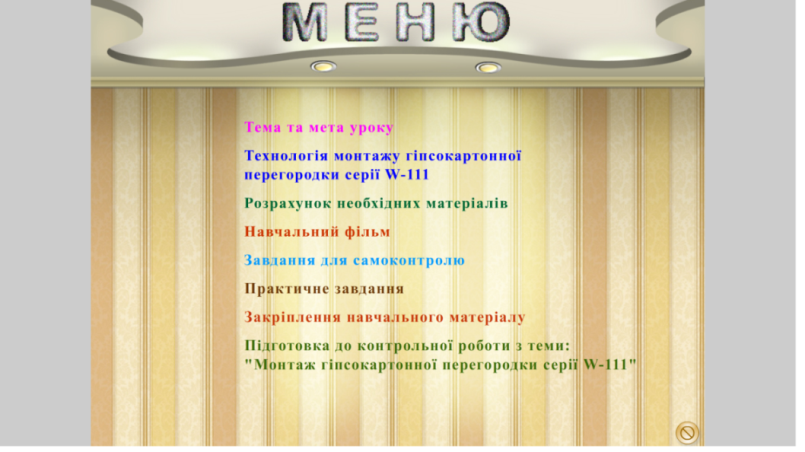 МЕНЮ
Тема та мета уроку
Технологія монтажу гіпсокартонної
перегородки серії W-111
Розрахунок необхідних матеріалів
Навчальний фільм
Завдання для самоконтролю
Практичне завдання
Закріплення навчального матеріалу
Підготовка до контрольної роботи з теми:
"Монтаж гіпсокартонної перегородки серії W-111"